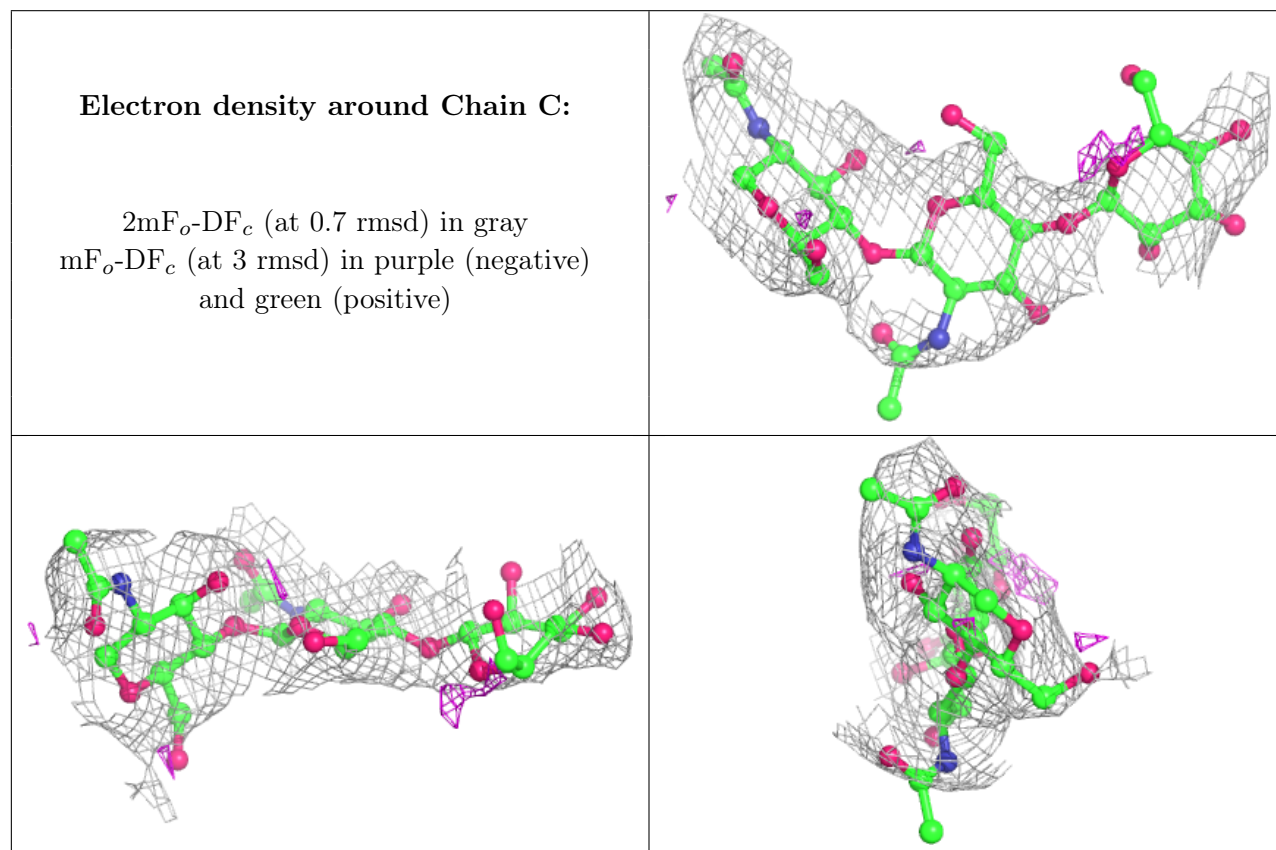 Electron density around Chain C:
2mFₒ-DF𝒸 (at 0.7 rmsd) in gray
mFₒ-DF𝒸 (at 3 rmsd) in purple (negative)
and green (positive)